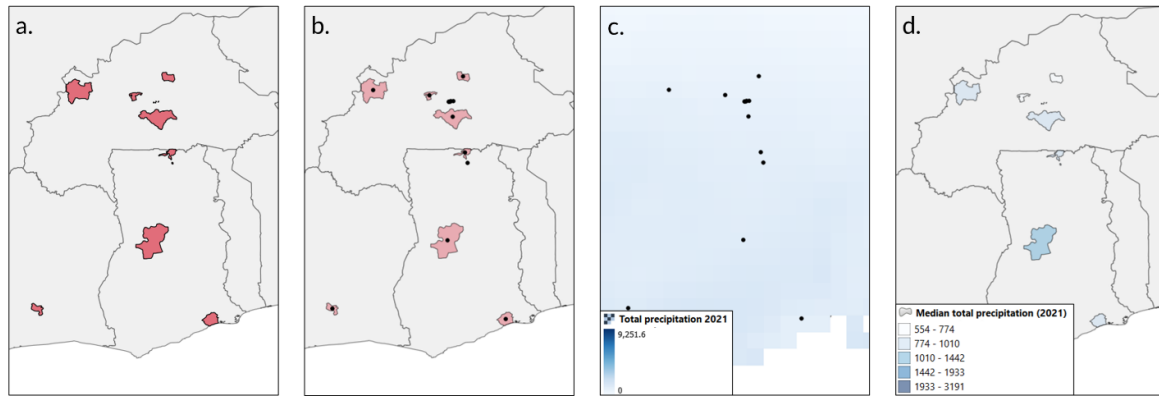 a.
b.
c.
d.
Total precipitation 2021
9,251.6
0
Median total precipitation (2021)
554 - 774
774 - 1010
1010 - 1442
1442 - 1933
1933 - 3191